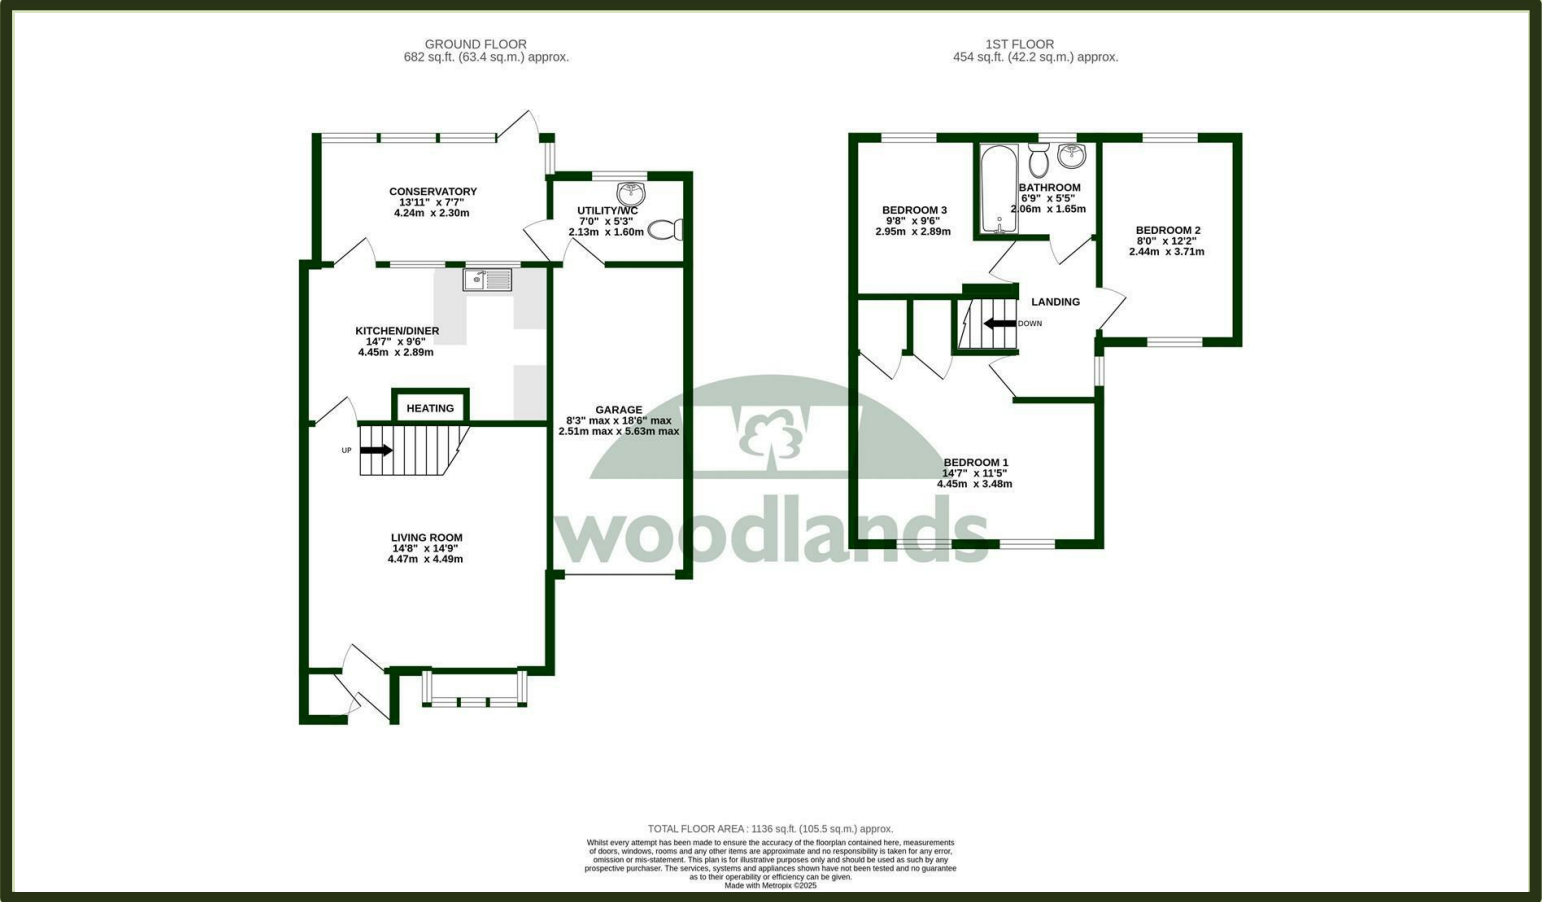 GROUND FLOOR
682 sq.ft. (63.4 sq.m.) approx.
1ST FLOOR
454 sq.ft. (42.2 sq.m.) approx.
CONSERVATORY
13'11" x 7'7"
4.24m x 2.30m
UTILITY/WC
7'0" x 5'3"
2.13m x 1.60m
KITCHEN/DINER
14'7" x 9'6"
4.45m x 2.89m
HEATING
UP
GARAGE
8'3" max x 18'6" max
2.51m max x 5.63m max
LIVING ROOM
14'8" x 14'9"
4.47m x 4.49m
BEDROOM 3
9'8" x 9'6"
2.95m x 2.89m
BATHROOM
6'9" x 5'5"
2.06m x 1.65m
BEDROOM 2
8'0" x 12'2"
2.44m x 3.71m
LANDING
DOWN
BEDROOM 1
14'7" x 11'5"
4.45m x 3.48m
woodlands
TOTAL FLOOR AREA : 1136 sq.ft. (105.5 sq.m.) approx.
Whilst every attempt has been made to ensure the accuracy of the floorplan contained here, measurements
of doors, windows, rooms and any other items are approximate and no responsibility is taken for any error,
omission or mis-statement. This plan is for illustrative purposes only and should be used as such by any
prospective purchaser. The services, systems and appliances shown have not been tested and no guarantee
as to their operability or efficiency can be given.
Made with Metropix ©2025